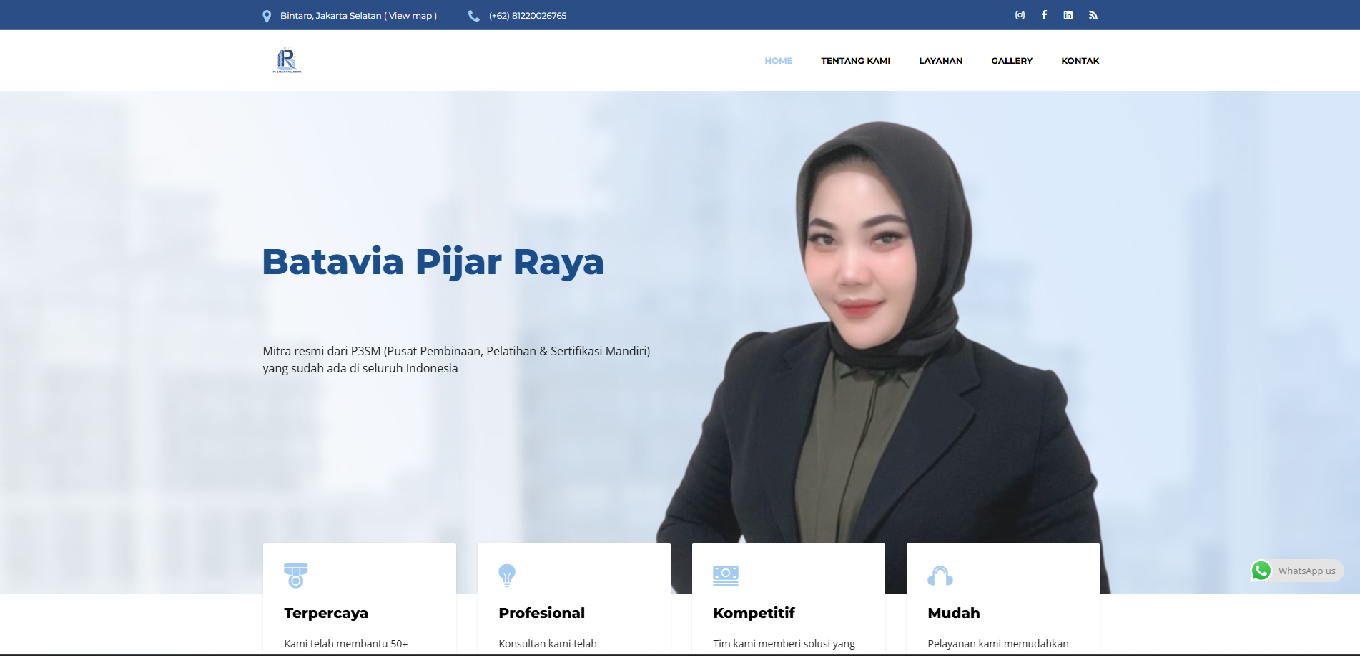 Bintaro, Jakarta Selatan ( View map )
(+62) 81220026765
HOME
TENTANG KAMI
LAYANAN
GALLERY
KONTAK
Batavia Pijar Raya
Mitra resmi dari P3SM (Pusat Pembinaan, Pelatihan & Sertifikasi Mandiri)
yang sudah ada di seluruh Indonesia
WhatsApp us
Terpercaya
Kami telah membantu 50+
Profesional
Konsultan kami telah
Kompetitif
Tim kami memberi solusi yang
Mudah
Pelayanan kami memudahkan